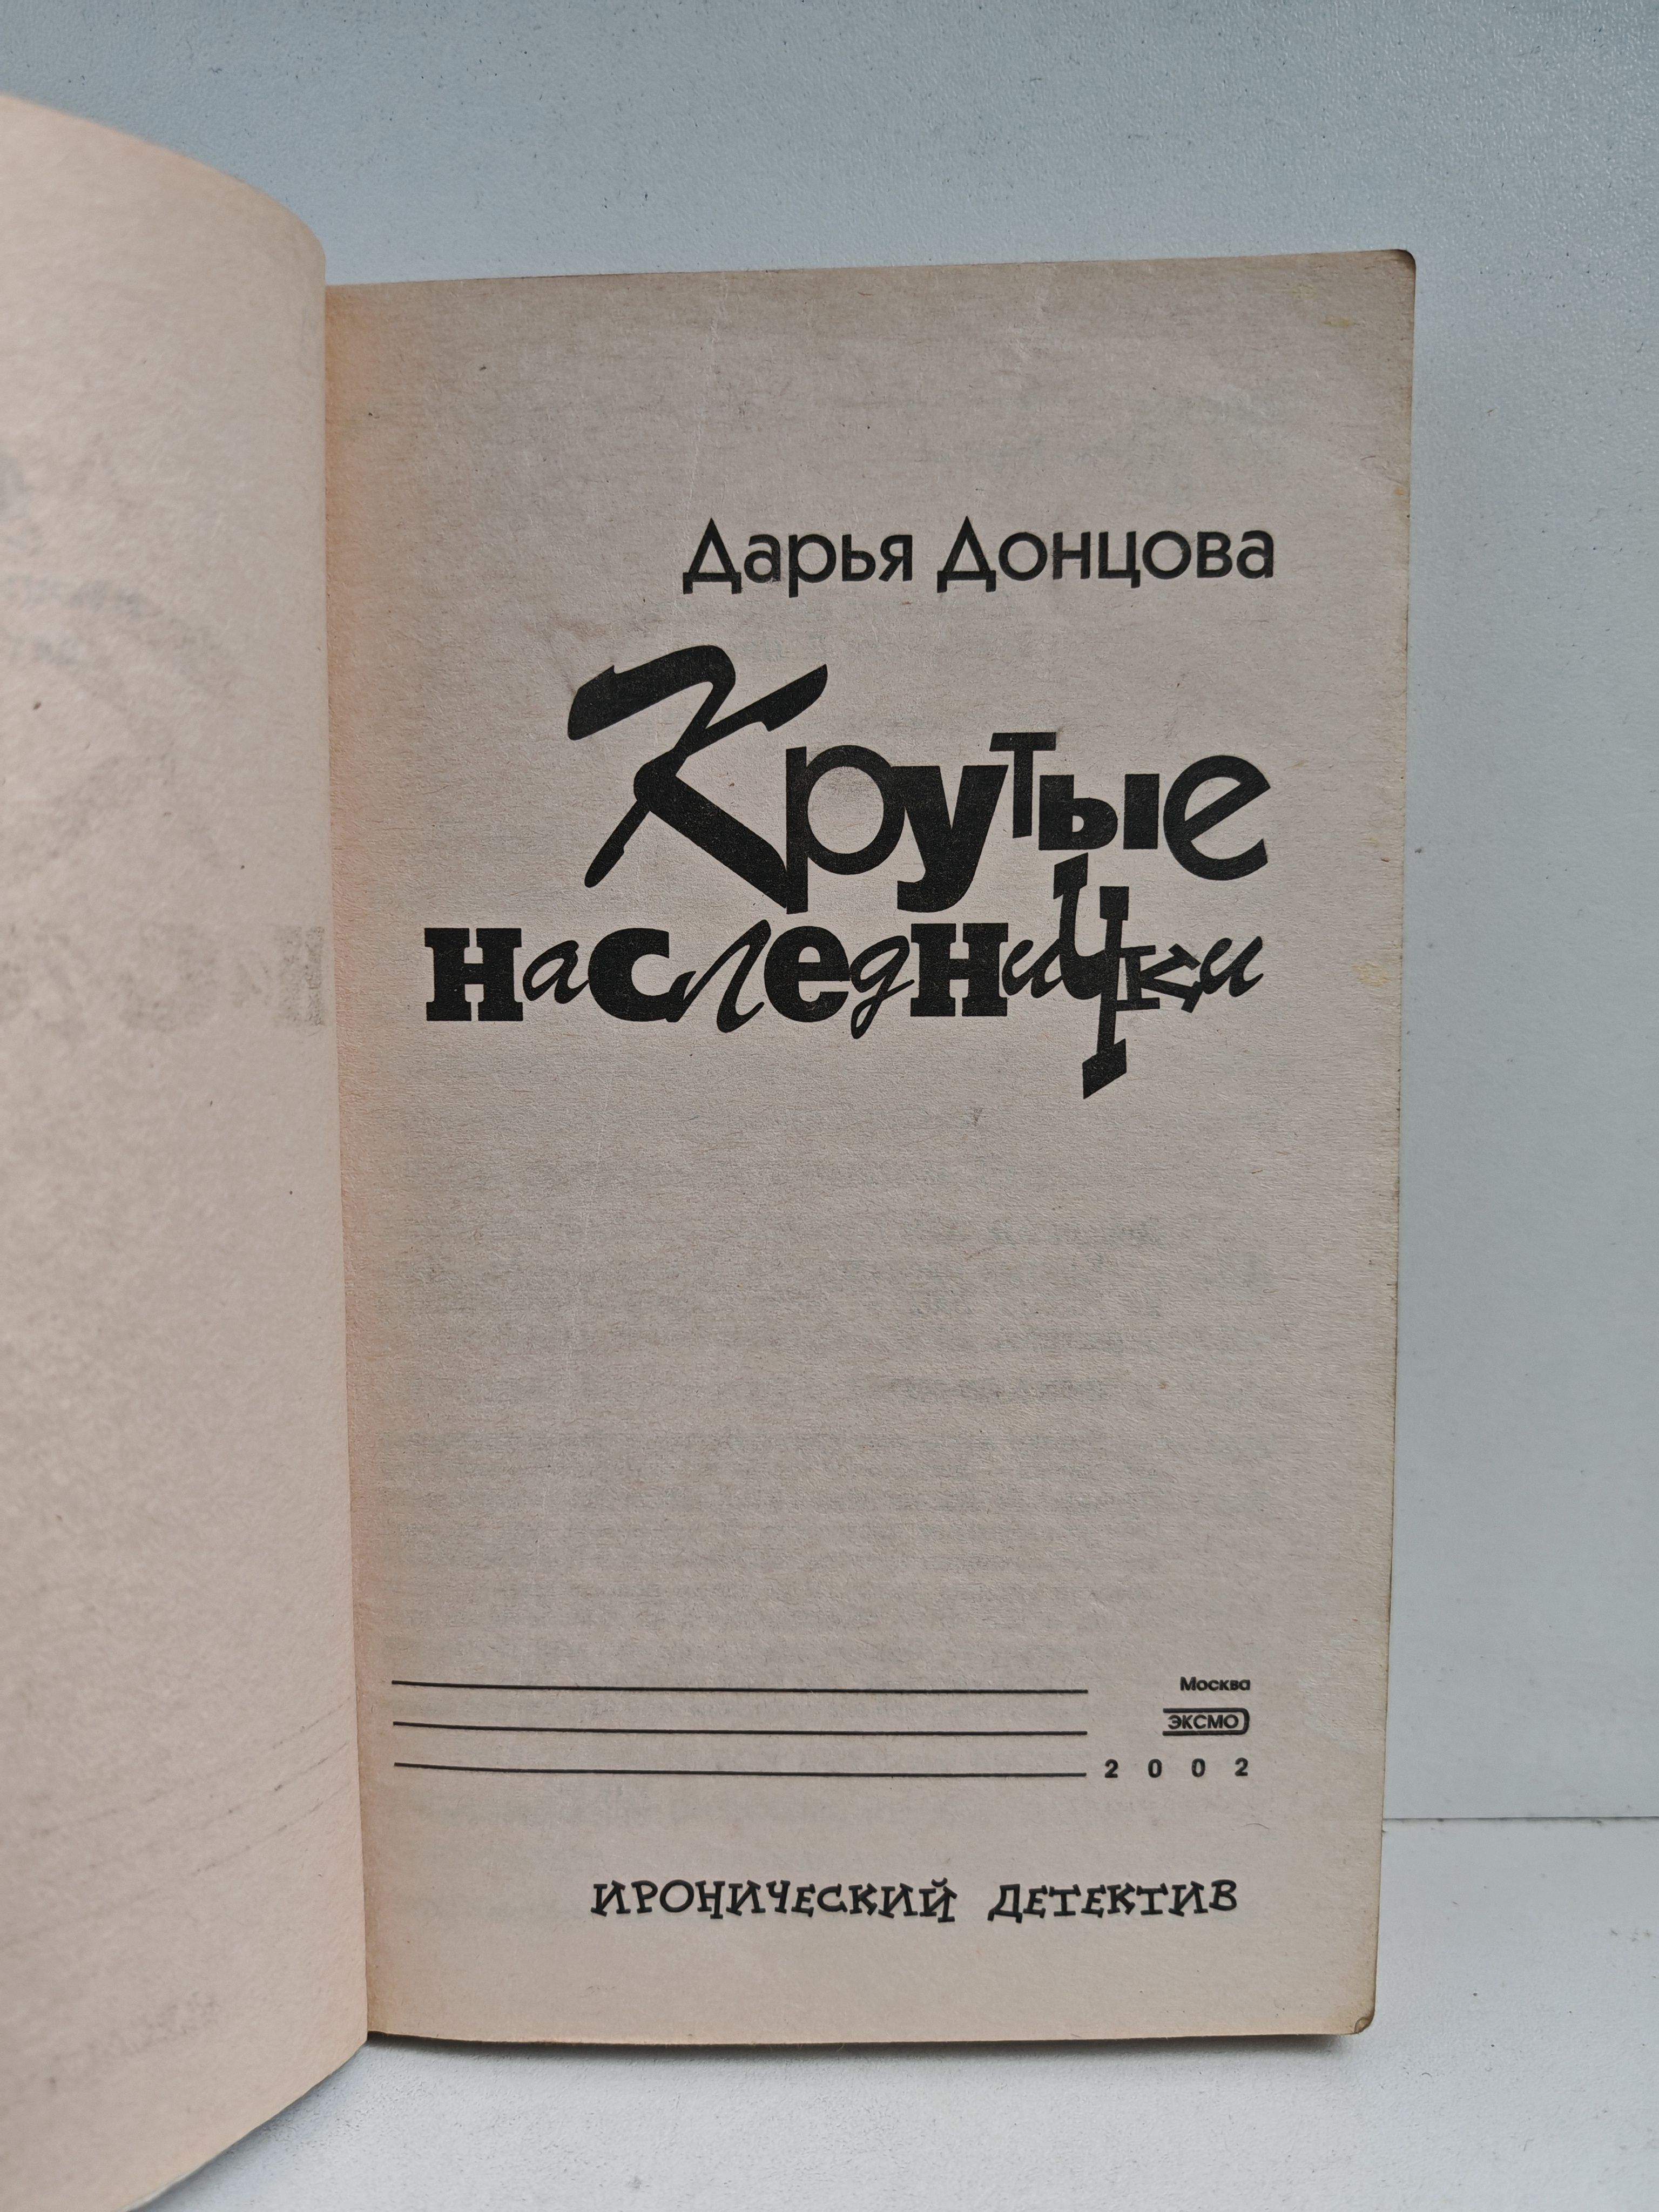 Дарья Донцова
Крутые
наследнички
Москва
ЭКСМО
2002
ИРОНИЧЕСКИЙ ДЕТЕКТИВ